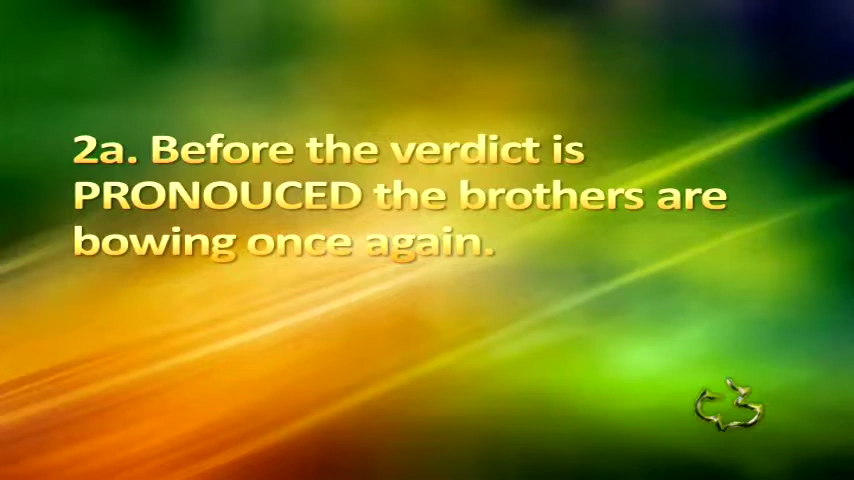 2a. Before the verdict is
PRONOUCED the brothers are
bowing once again.